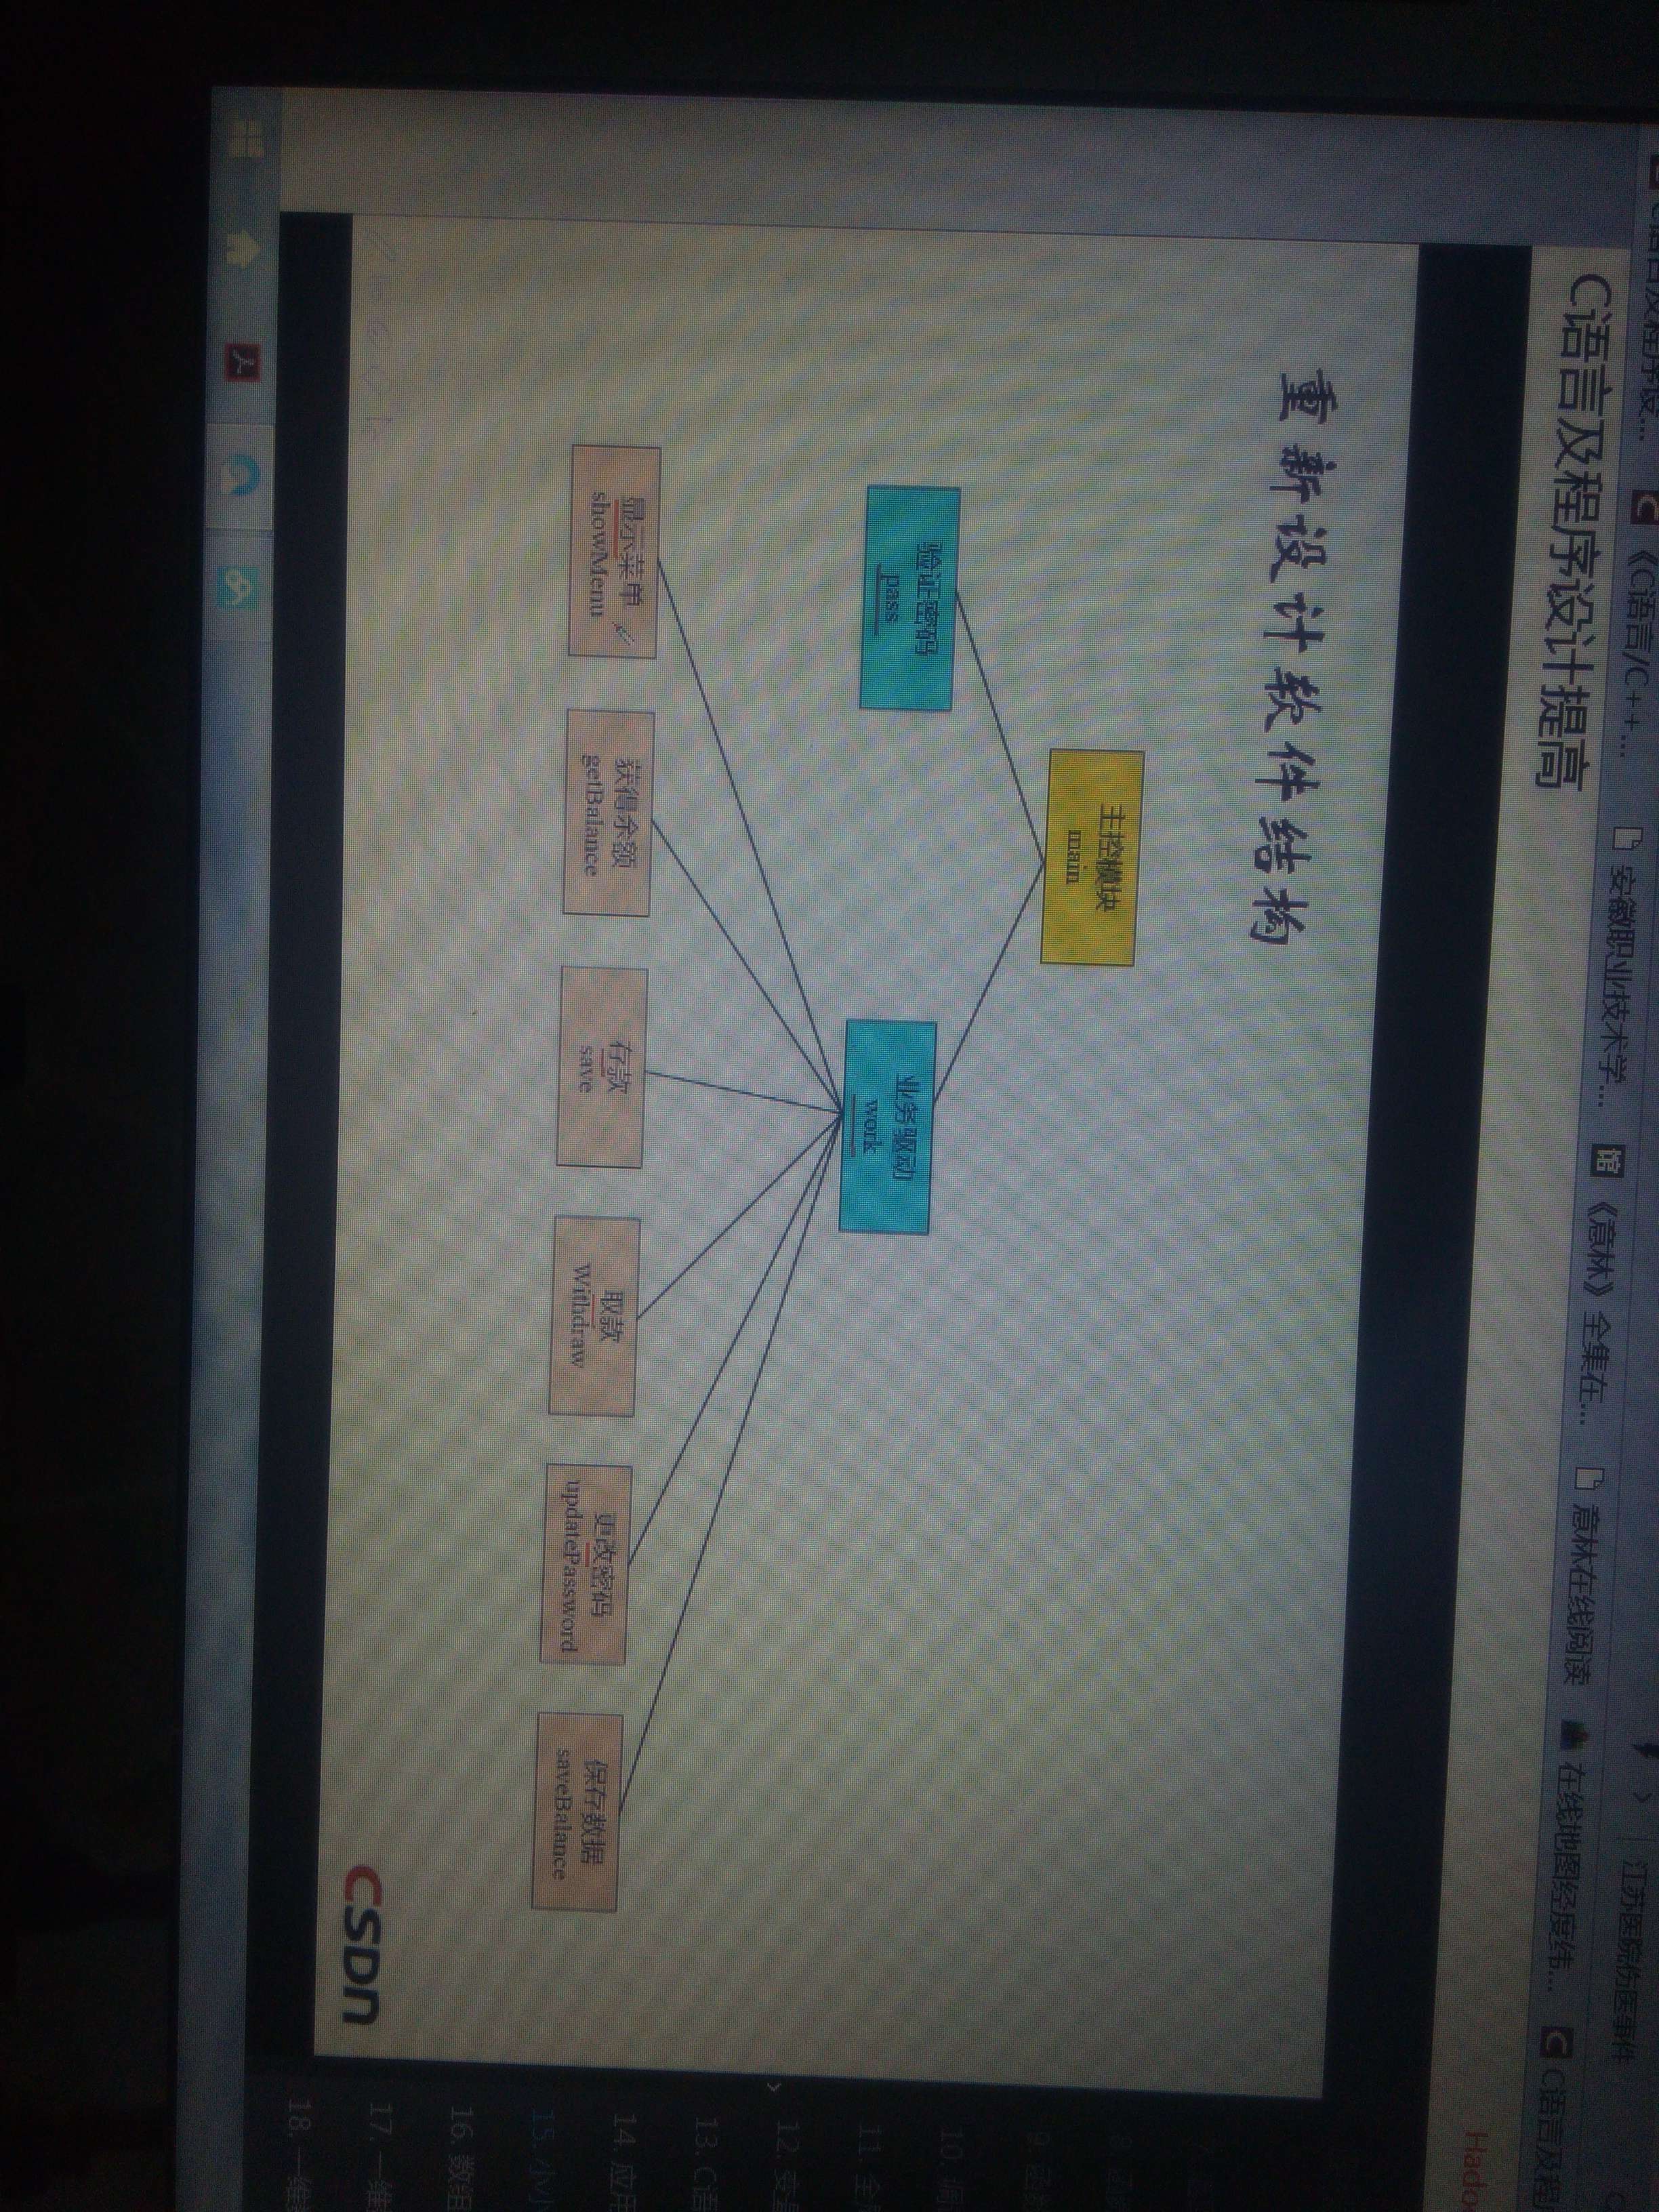 C语言及程序设...
《C语言/C++...
安徽职业技术学...
馆 《意林》全集在...
意林在线阅读
在线地图经度纬...
C语言及程
江苏医院伤医事件
C语言及程序设计提高
重新设计软件结构
主控模块
main
验证密码
pass
业务驱动
work
显示菜单
showMenu
获得余额
getBalance
存款
save
取款
Withdraw
更改密码
updatePassword
保存数据
saveBalance
CSDN
10.
11.
12. 变
13. C语
14. 应用
15. 小小
16. 数组
17. 一维
18. 一维